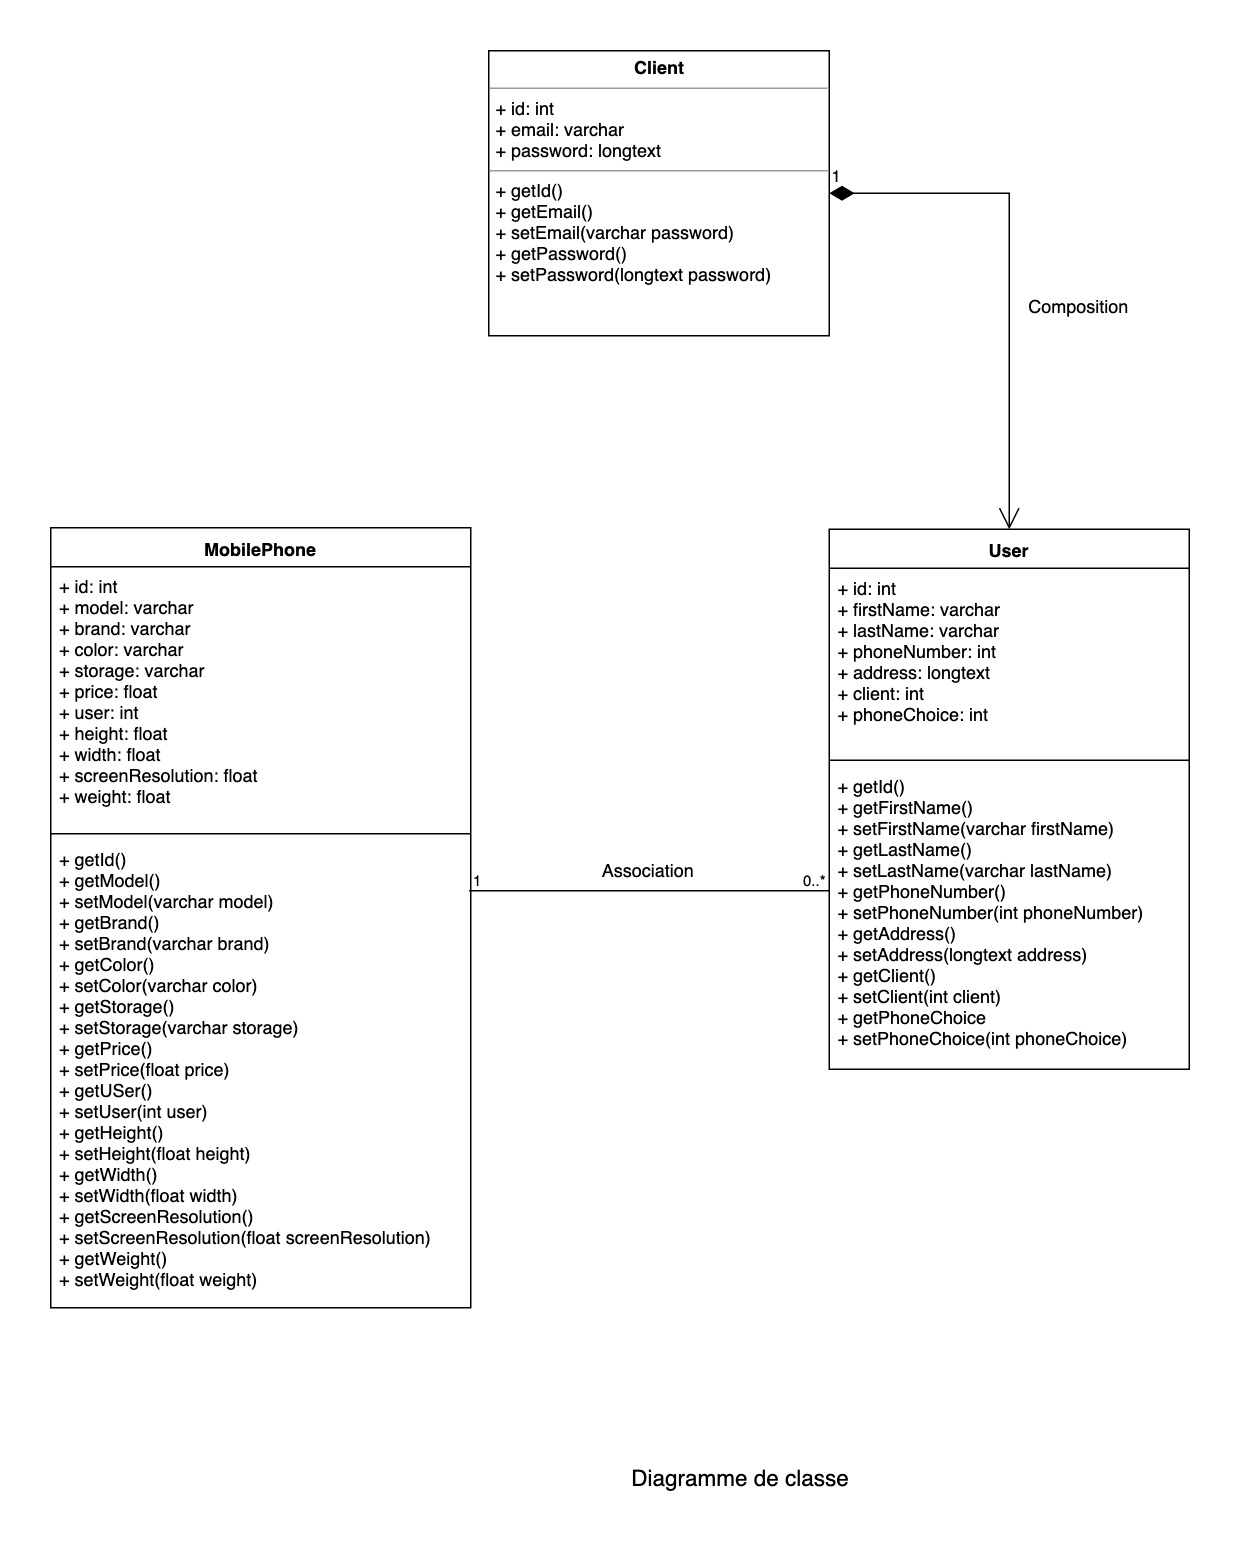 Client
+ id: int
+ email: varchar
+ password: longtext
+ getId()
+ getEmail()
+ setEmail(varchar password)
+ getPassword()
+ setPassword(longtext password)
1
Composition
MobilePhone
+ id: int
+ model: varchar
+ brand: varchar
+ color: varchar
+ storage: varchar
+ price: float
+ user: int
+ height: float
+ width: float
+ screenResolution: float
+ weight: float
+ getId()
+ getModel()
+ setModel(varchar model)
+ getBrand()
+ setBrand(varchar brand)
+ getColor()
+ setColor(varchar color)
+ getStorage()
+ setStorage(varchar storage)
+ getPrice()
+ setPrice(float price)
+ getUSer()
+ setUser(int user)
+ getHeight()
+ setHeight(float height)
+ getWidth()
+ setWidth(float width)
+ getScreenResolution()
+ setScreenResolution(float screenResolution)
+ getWeight()
+ setWeight(float weight)
1
Association
0..*
User
+ id: int
+ firstName: varchar
+ lastName: varchar
+ phoneNumber: int
+ address: longtext
+ client: int
+ phoneChoice: int
+ getId()
+ getFirstName()
+ setFirstName(varchar firstName)
+ getLastName()
+ setLastName(varchar lastName)
+ getPhoneNumber()
+ setPhoneNumber(int phoneNumber)
+ getAddress()
+ setAddress(longtext address)
+ getClient()
+ setClient(int client)
+ getPhoneChoice
+ setPhoneChoice(int phoneChoice)
Diagramme de classe